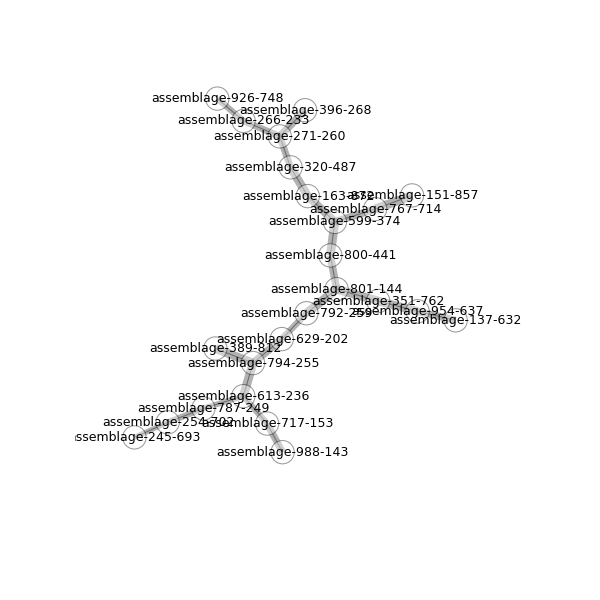 assemblage-926-748
assemblage-396-268
assemblage-266-233
assemblage-271-260
assemblage-320-487
assemblage-151-857
assemblage-767-714
assemblage-599-374
assemblage-800-441
assemblage-801-144
assemblage-351-762
assemblage-954-637
assemblage-792-259
assemblage-137-632
assemblage-629-202
assemblage-389-812
assemblage-794-255
assemblage-613-236
assemblage-787-249
assemblage-254-702
assemblage-717-153
assemblage-245-693
assemblage-988-143